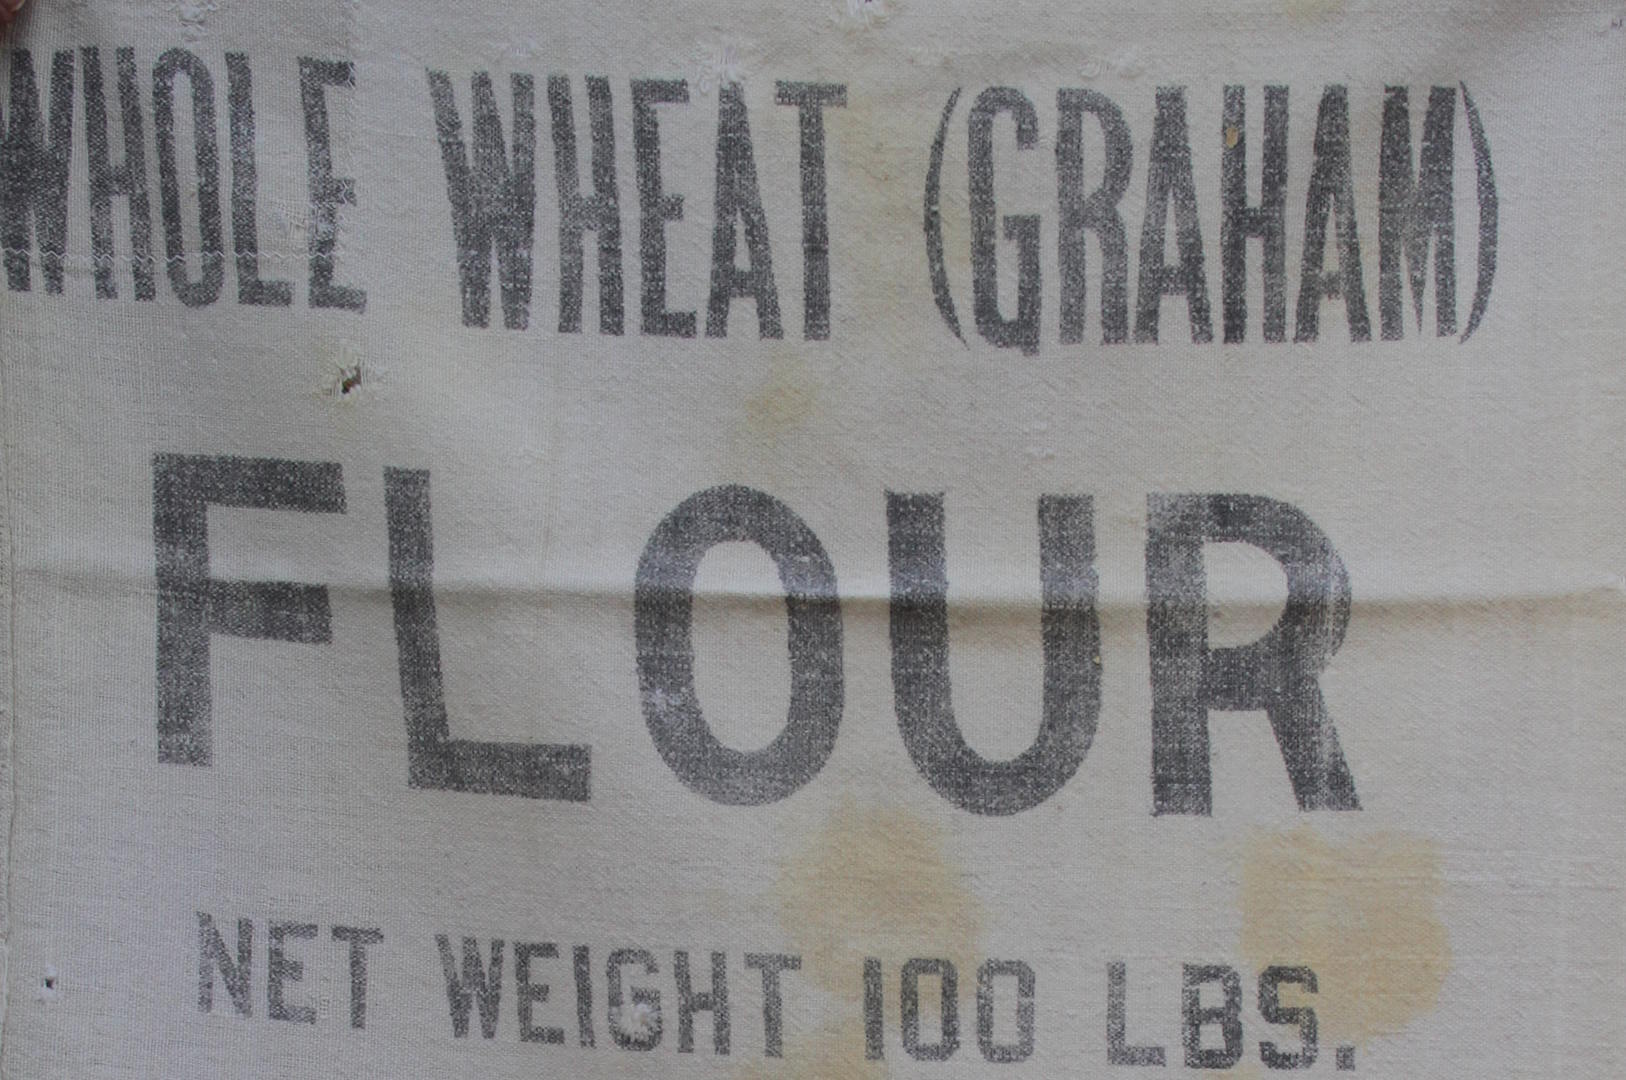 WHOLE WHEAT (GRAHAM)
FLOUR
NET WEIGHT 100 LBS.